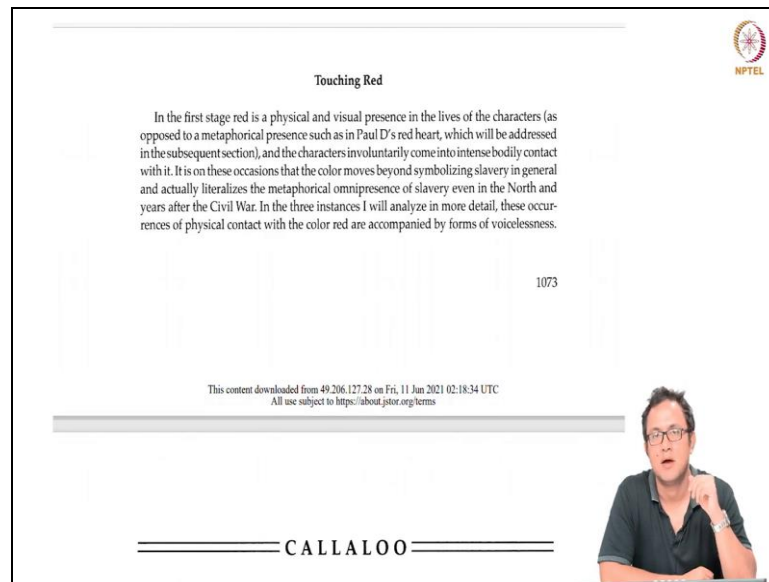 NPTEL
Touching Red
In the first stage red is a physical and visual presence in the lives of the characters (as
opposed to a metaphorical presence such as in Paul D's red heart, which will be addressed
in the subsequent section), and the characters involuntarily come into intense bodily contact
with it. It is on these occasions that the color moves beyond symbolizing slavery in general
and actually literalizes the metaphorical omnipresence of slavery even in the North and
years after the Civil War. In the three instances I will analyze in more detail, these occur-
rences of physical contact with the color red are accompanied by forms of voicelessness.
1073
This content downloaded from 49.206.127.28 on Fri, 11 Jun 2021 02:18:34 UTC
All use subject to https://about.jstor.org/terms
CALLALOO